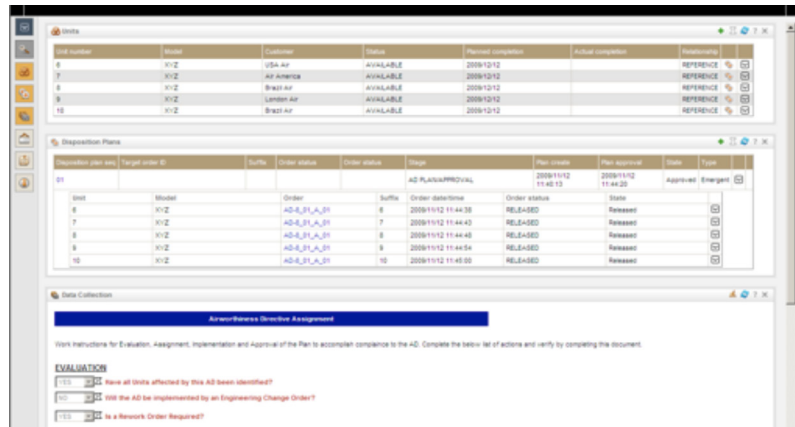 Units
Unit number Model Customer Status Planned completion Actual completion Relationship
6 XYZ USA Air AVAILABLE 2009/12/12 REFERENCE
7 XYZ Air America AVAILABLE 2009/12/12 REFERENCE
8 XYZ Brazil Air AVAILABLE 2009/12/12 REFERENCE
9 XYZ London Air AVAILABLE 2009/12/12 REFERENCE
10 XYZ Brazil Air AVAILABLE 2009/12/12 REFERENCE
Disposition Plans
Disposition plan seq Target order ID Suffix Order status Order status Stage Plan create Plan approval State Type
01 AD PLAN/APPROVAL 2009/11/12 11:40:13 2009/11/12 11:44:20 Approved Emergent
Unit Model Order Suffix Order date/time Order status State
6 XYZ AD-8_01_A_01 6 2009/11/12 11:44:38 RELEASED Released
7 XYZ AD-8_01_A_01 7 2009/11/12 11:44:43 RELEASED Released
8 XYZ AD-8_01_A_01 8 2009/11/12 11:44:48 RELEASED Released
9 XYZ AD-8_01_A_01 9 2009/11/12 11:44:54 RELEASED Released
10 XYZ AD-8_01_A_01 10 2009/11/12 11:45:00 RELEASED Released
Data Collection
Airworthiness Directive Assignment
Work Instructions for Evaluation, Assignment, Implementation and Approval of the Plan to accomplish compliance to the AD. Complete the below list of actions and verify by completing this document.
EVALUATION
YES Have all Units affected by this AD been identified?
NO Will the AD be implemented by an Engineering Change Order?
YES Is a Rework Order Required?